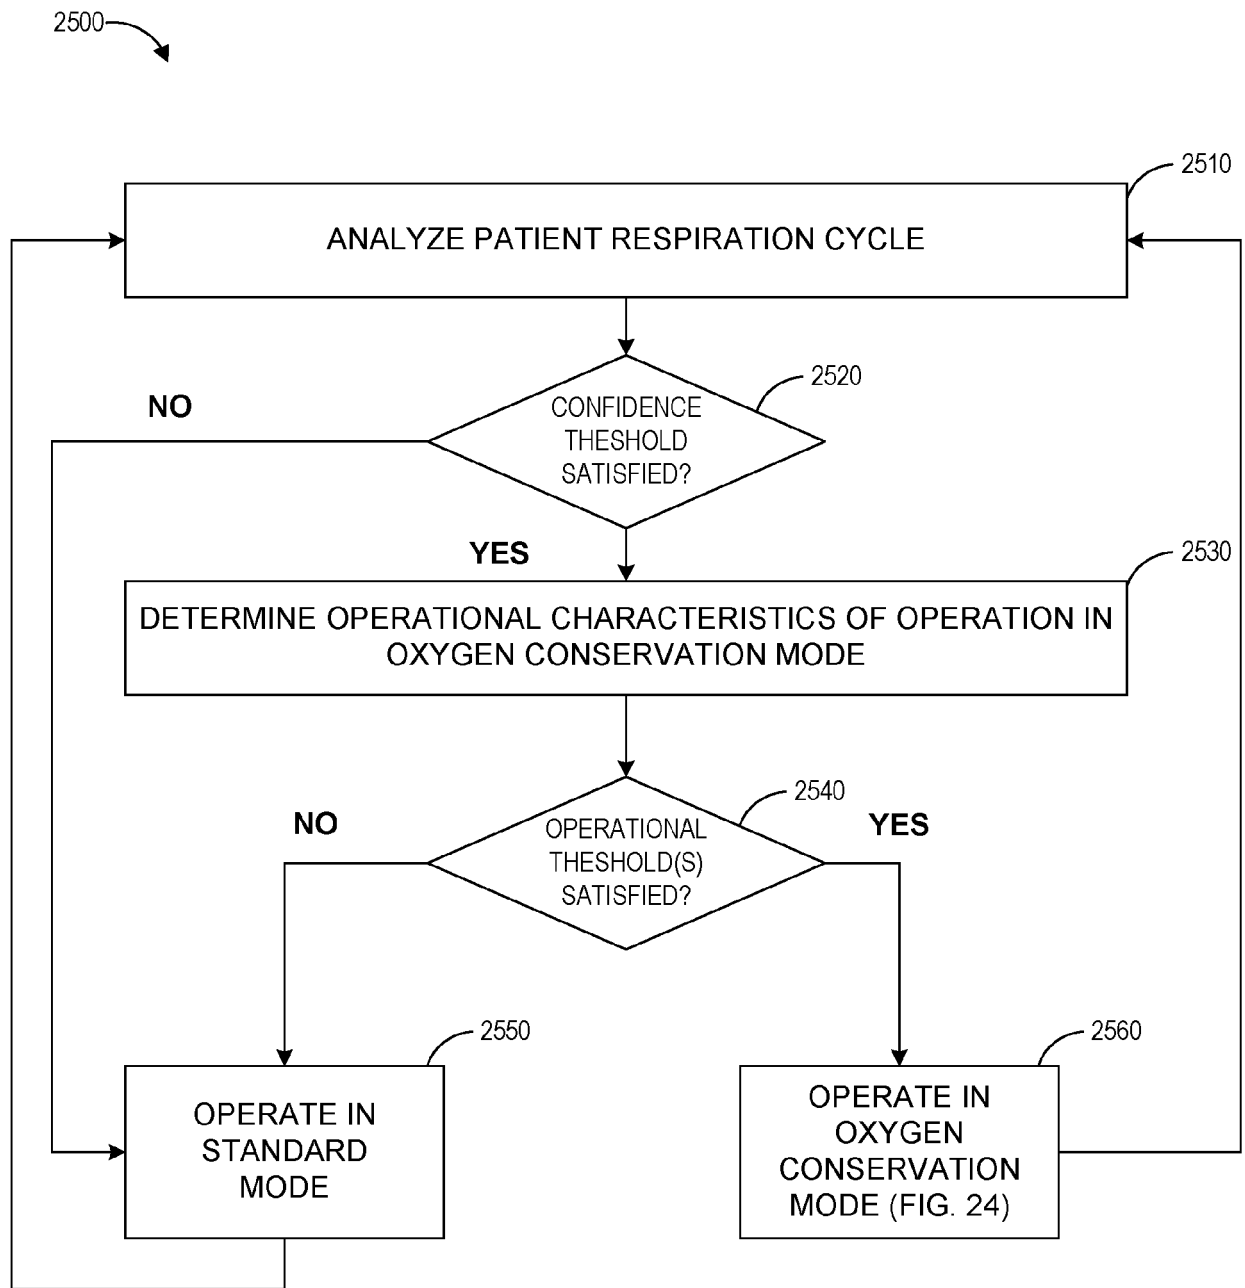 2500
2510
ANALYZE PATIENT RESPIRATION CYCLE
2520
NO
CONFIDENCE
THESHOLD
SATISFIED?
YES
2530
DETERMINE OPERATIONAL CHARACTERISTICS OF OPERATION IN
OXYGEN CONSERVATION MODE
2540
NO
YES
OPERATIONAL
THESHOLD(S)
SATISFIED?
2550
2560
OPERATE IN
STANDARD
MODE
OPERATE IN
OXYGEN
CONSERVATION
MODE (FIG. 24)